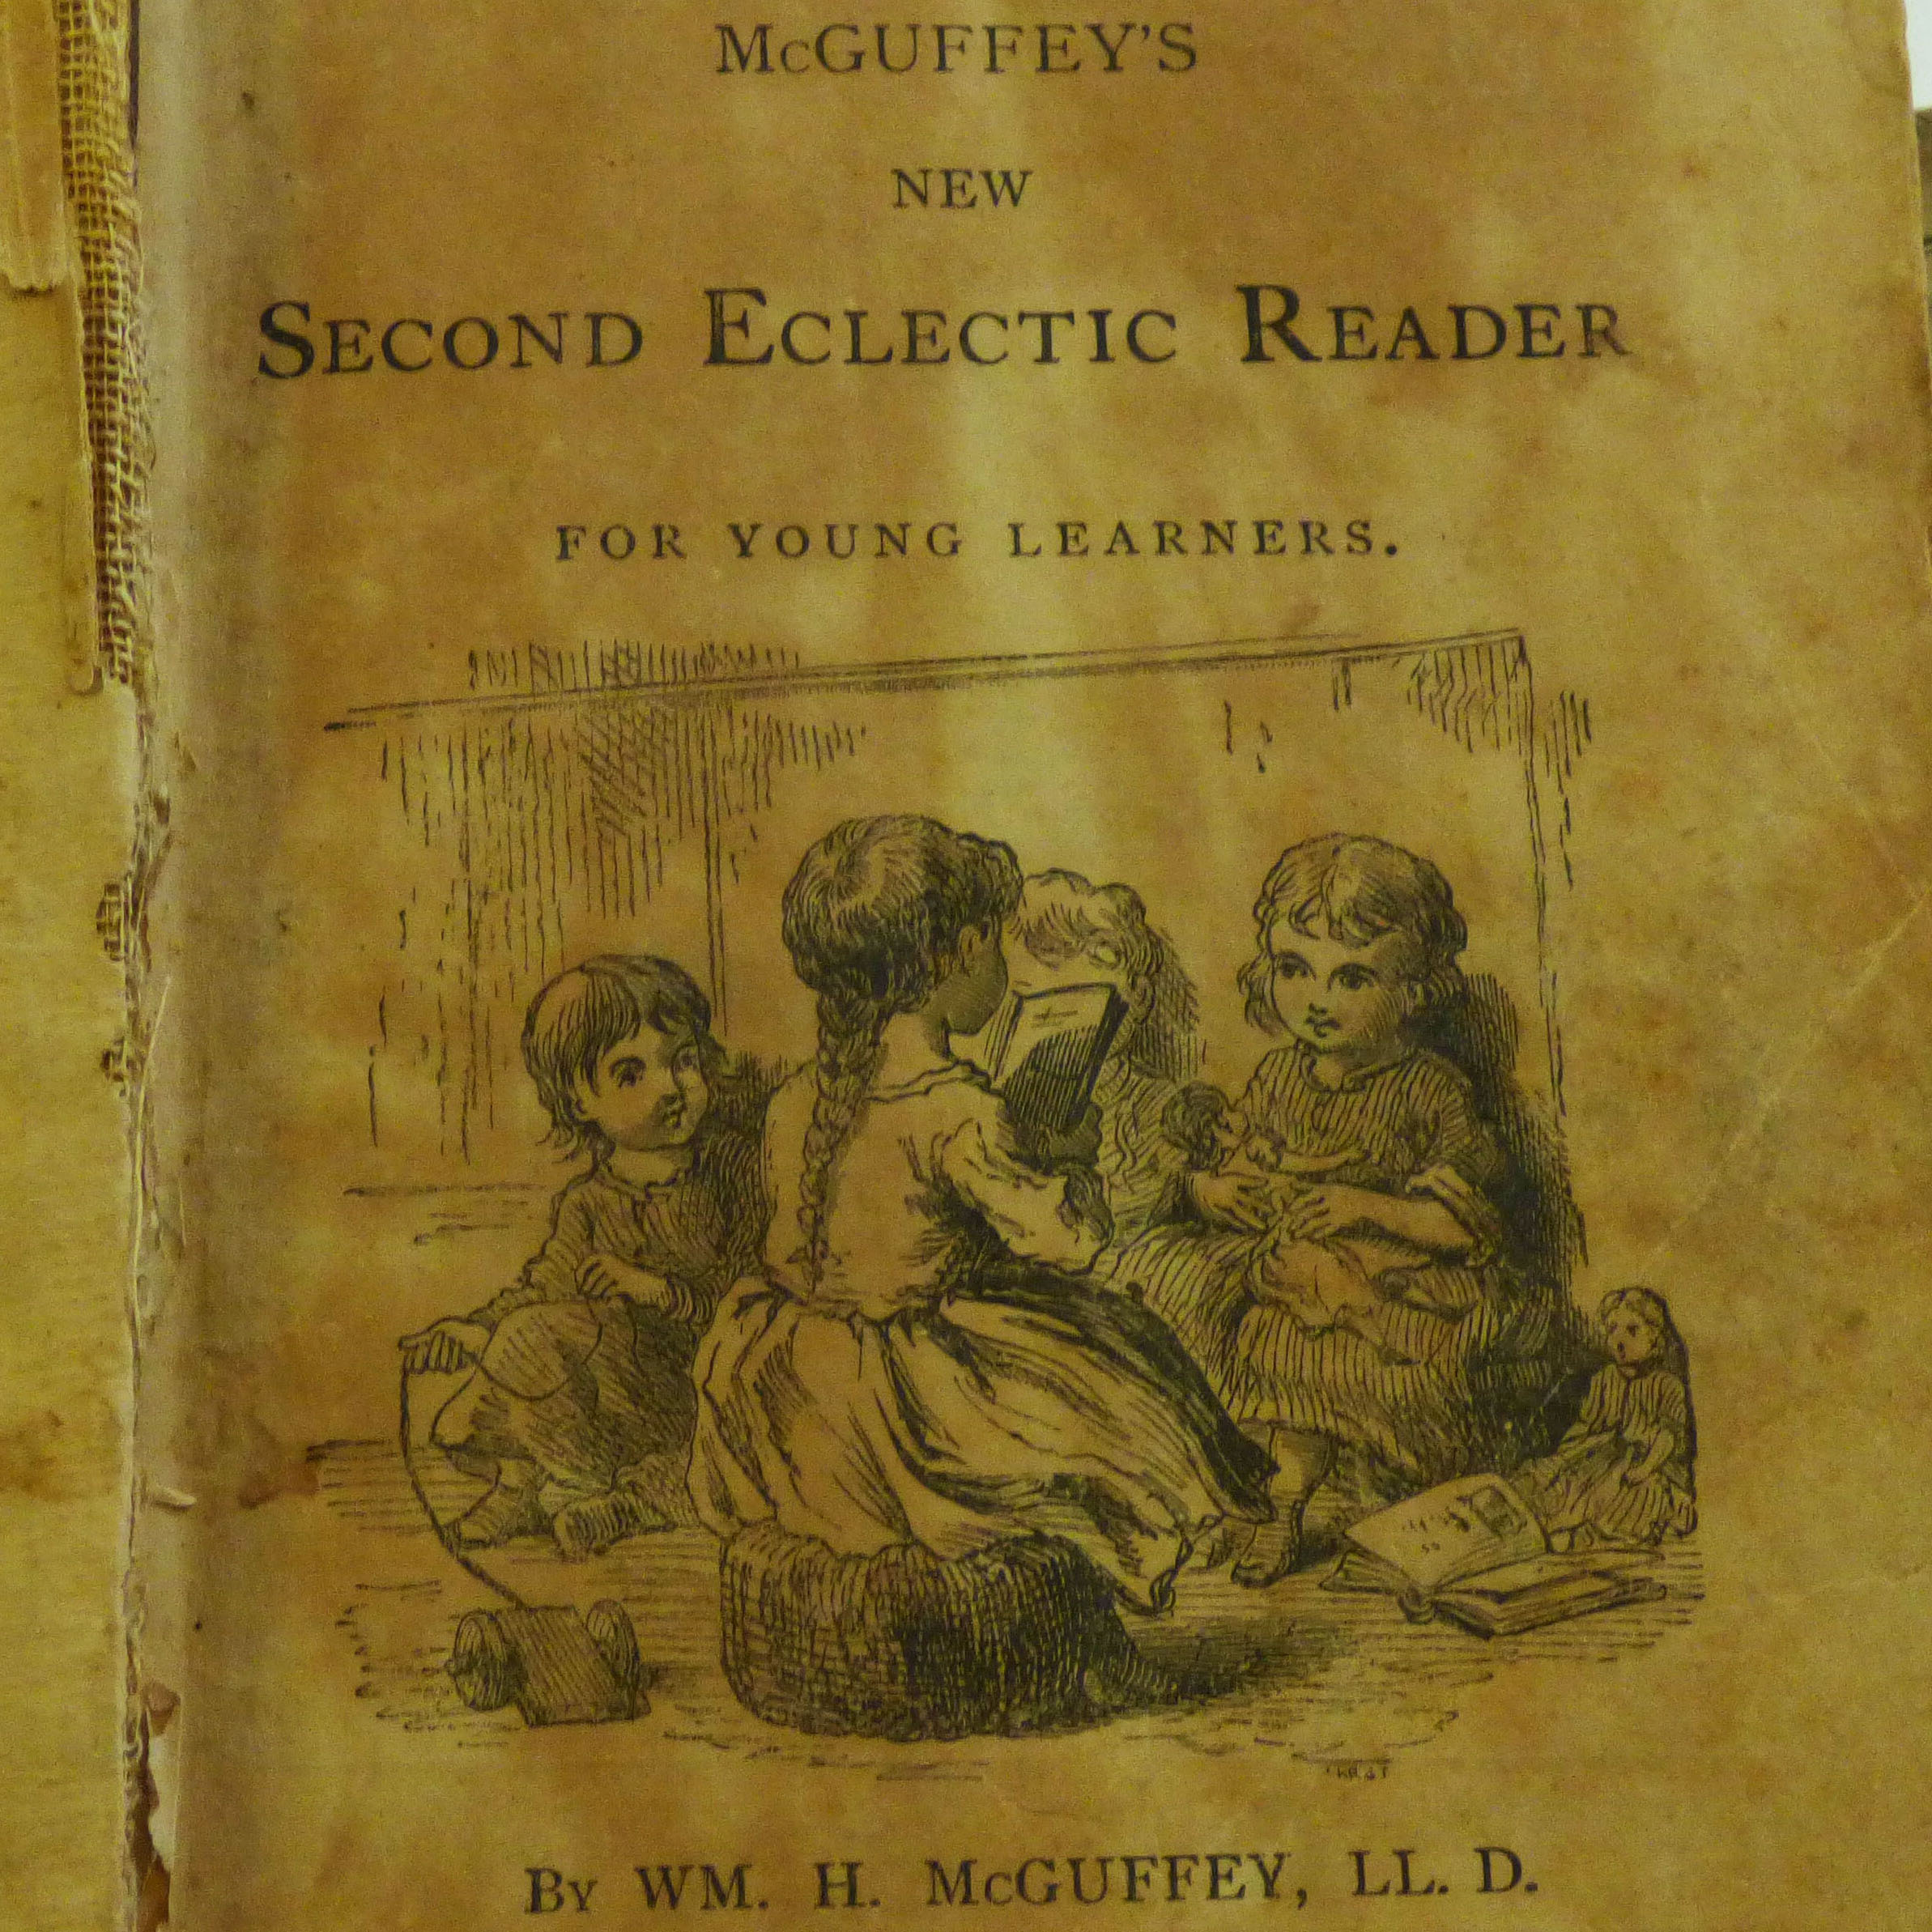 McGUFFEY'S
NEW
SECOND ECLECTIC READER
FOR YOUNG LEARNERS.
BY WM. H. McGUFFEY, LL. D.